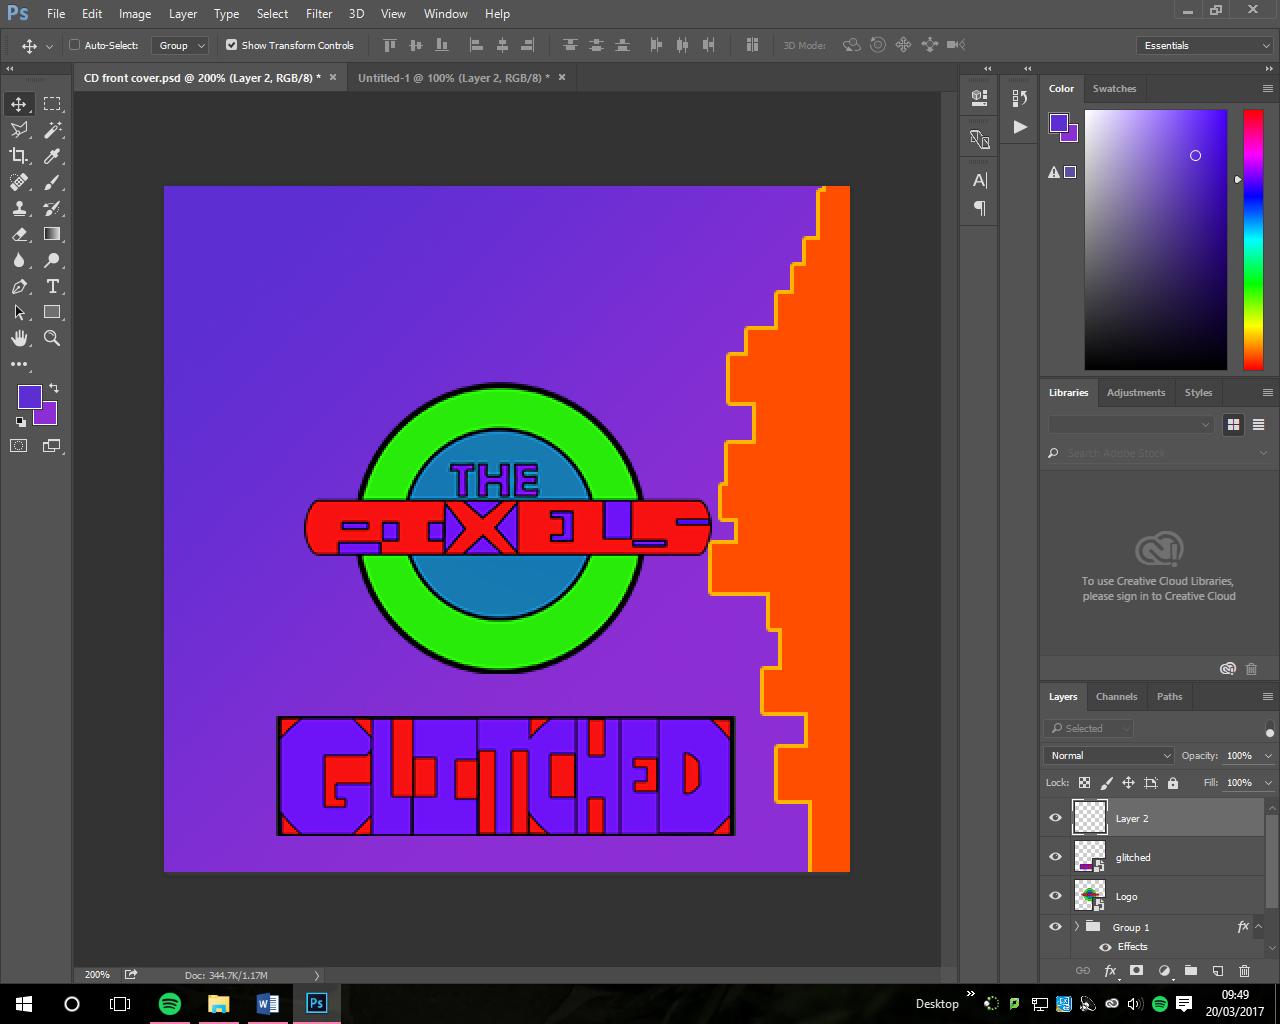 Ps File Edit Image Layer Type Select Filter 3D View Window Help
Auto-Select: Group Show Transform Controls 3D Mode: Essentials
CD front cover.psd @ 200% (Layer 2, RGB/8) * × Untitled-1 @ 100% (Layer 2, RGB/8) * ×
Color Swatches
Libraries Adjustments Styles
Search Adobe Stock
To use Creative Cloud Libraries,
please sign in to Creative Cloud
THE
PIXELS
GLITCHED
Layers Channels Paths
Selected
Normal Opacity: 100%
Lock: Fill: 100%
Layer 2
glitched
Logo
Group 1 fx
Effects
200% Doc: 344.7K/1.17M
Desktop
09:49
20/03/2017